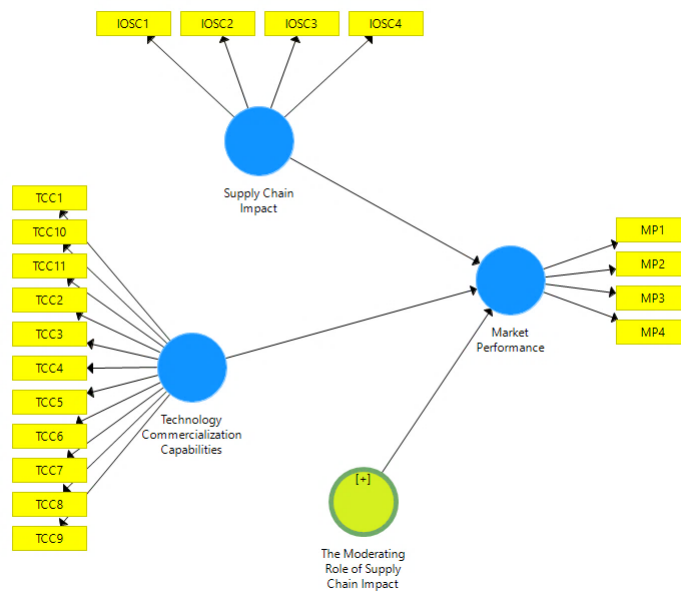 IOSC1 IOSC2 IOSC3 IOSC4
Supply Chain
Impact
TCC1
TCC10
TCC11
TCC2
TCC3
TCC4
TCC5
TCC6
TCC7
TCC8
TCC9
Technology
Commercialization
Capabilities
MP1
MP2
MP3
MP4
Market
Performance
[+]
The Moderating
Role of Supply
Chain Impact